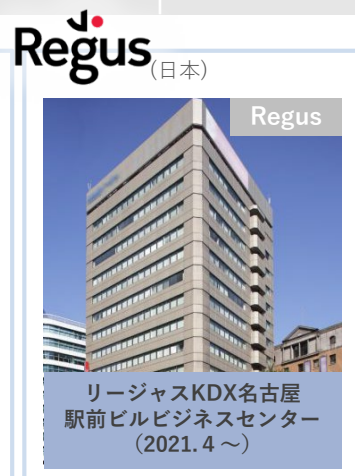 Regus
(日本)
Regus
リージャスKDX名古屋
駅前ビルビジネスセンター
（2021.４～）